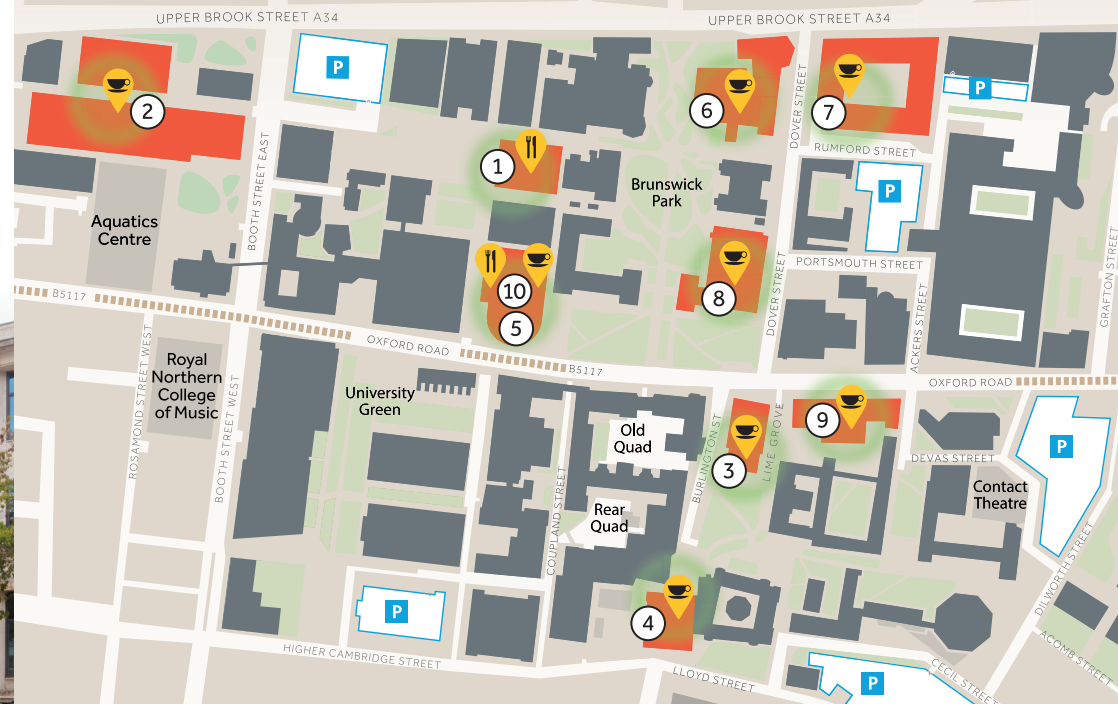 UPPER BROOK STREET A34
UPPER BROOK STREET A34
P
2
6
7
P
DOVER STREET
RUMFORD STREET
1
P
Brunswick
Park
BOOTH STREET EAST
Aquatics
Centre
PORTSMOUTH STREET
GRAFTON STREET
8
10
5
DOVER STREET
ACKERS STREET
B5117
OXFORD ROAD
B5117
OXFORD ROAD
ROSAMOND STREET WEST
Royal
Northern
College
of Music
BOOTH STREET WEST
University
Green
Old
Quad
BURLINGTON ST
LIME GROVE
3
9
DEVAS STREET
P
Contact
Theatre
COUPLAND STREET
Rear
Quad
DILWORTH STREET
P
4
HIGHER CAMBRIDGE STREET
LLOYD STREET
P
CECIL STREET
ACOMB STREET